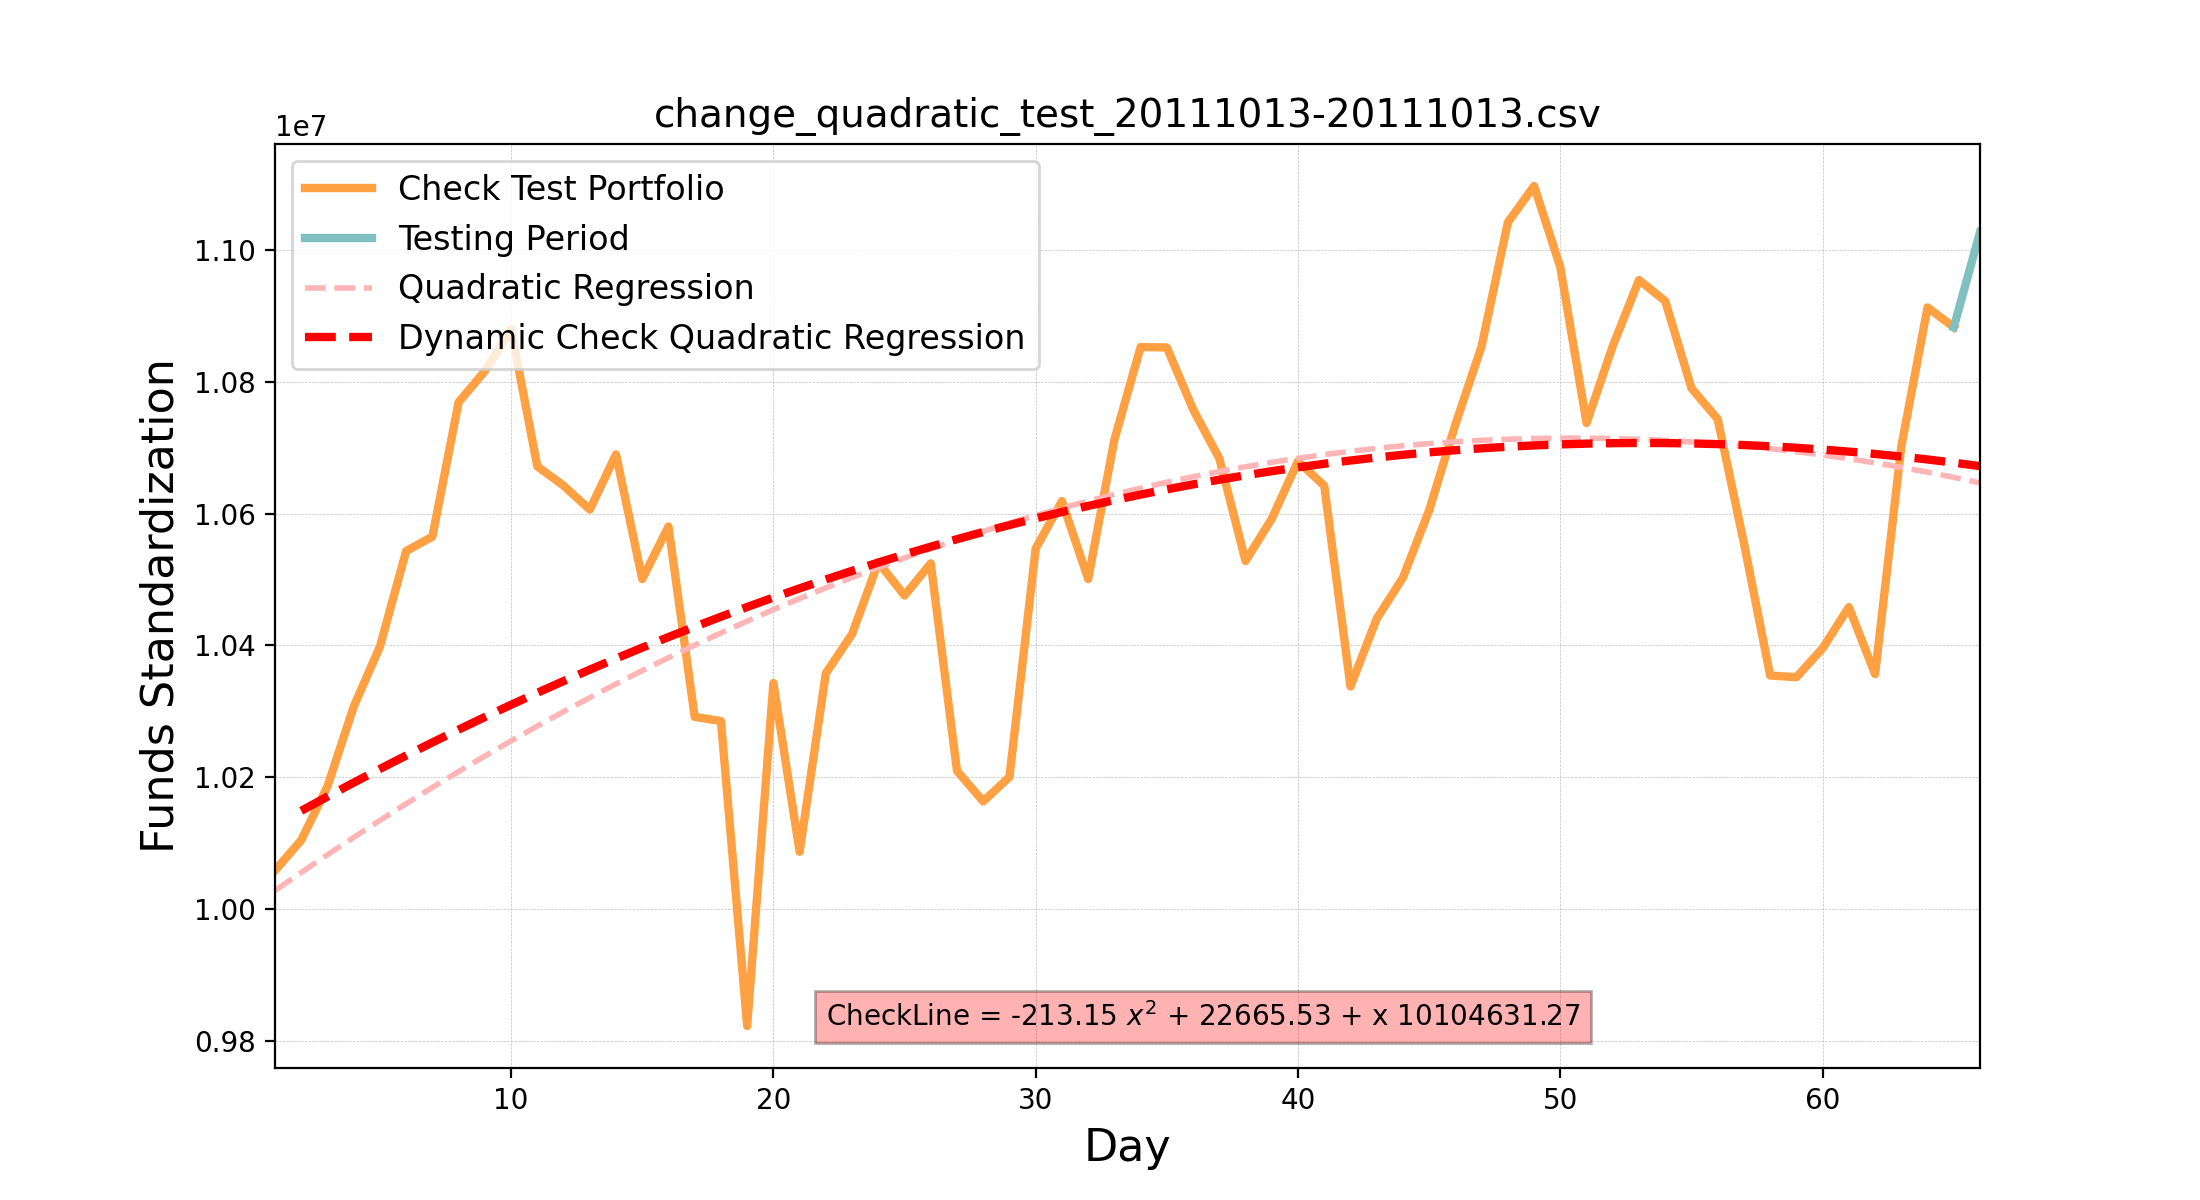 change_quadratic_test_20111013-20111013.csv
1e7
Check Test Portfolio
Testing Period
Quadratic Regression
Dynamic Check Quadratic Regression
1.10
1.08
1.06
1.04
1.02
1.00
0.98
Funds Standardization
CheckLine = -213.15 x² + 22665.53 + x 10104631.27
10 20 30 40 50 60
Day